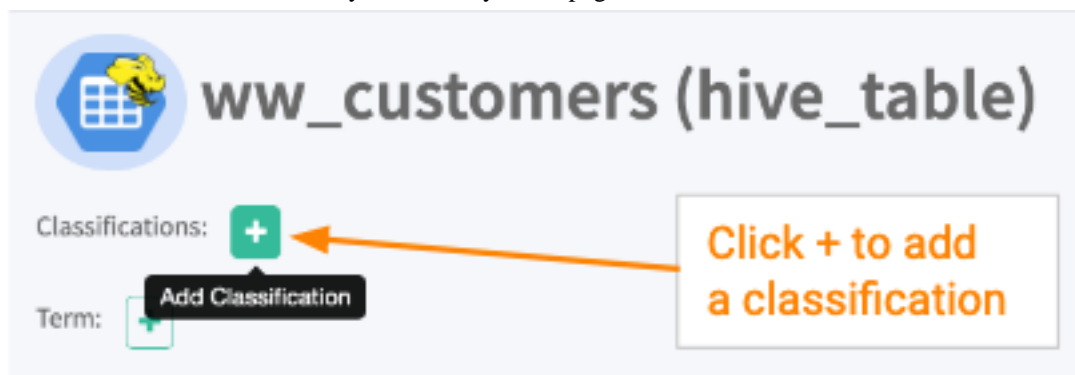 ww_customers (hive_table)
Classifications: +
Click + to add
a classification
Add Classification
Term: +